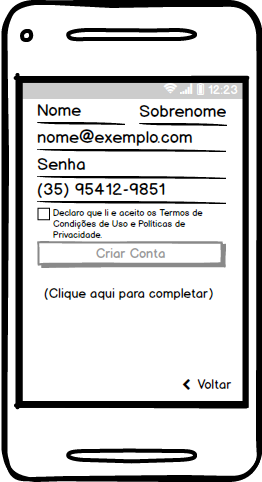 12:23
Nome Sobrenome
nome@exemplo.com
Senha
(35) 95412-9851
Declaro que li e aceito os Termos de
Condições de Uso e Políticas de
Privacidade.
Criar Conta
(Clique aqui para completar)
Voltar